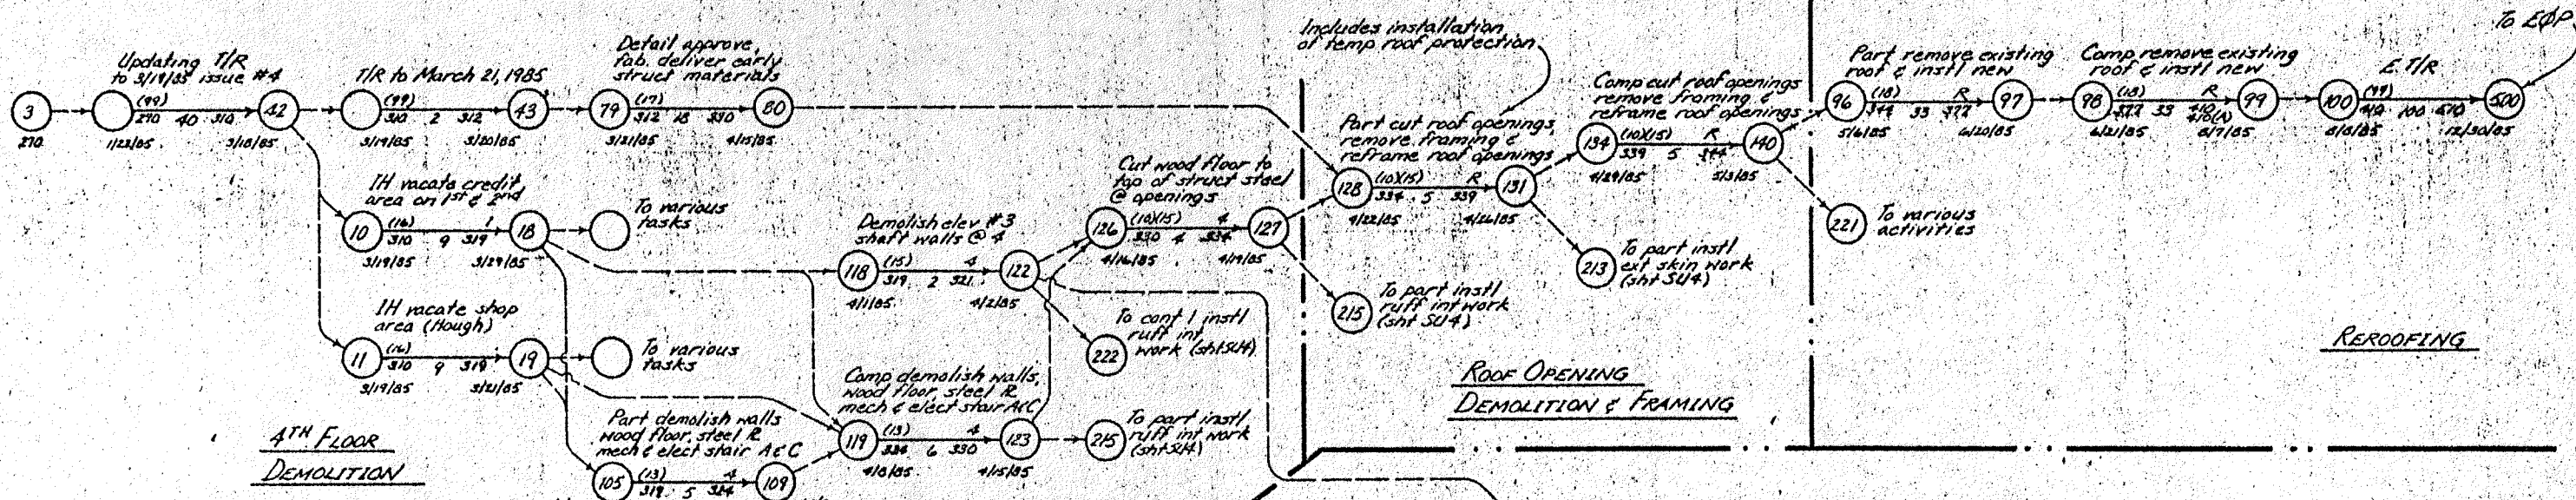 To EØP
Includes installation
of temp roof protection
Updating T/R
to 3/19/85 issue #4
T/R to March 21, 1985
Detail approve,
fab. deliver early
struct materials
Comp cut roof openings
remove framing &
reframe roof openings
Part remove existing
roof & instl new
Comp remove existing
roof & instl new
E T/R
3
270
(99)
270 40 310
1/22/85
3/18/85
42
(99)
310 2 312
3/19/85
3/20/85
43
79
(17)
312 18 330
3/21/85
4/15/85
80
96
(18) R
33 377
5/6/85
6/20/85
97
98
(18) R
377 33 410
410(A)
6/21/85
8/7/85
99
100
(99)
410 100 510
8/8/85
12/30/85
500
Part cut roof openings,
remove framing &
reframe roof openings
128
(10)(15) R
334 5 339
4/22/85
4/26/85
131
134
(10)(15) R
339 5 344
4/29/85
5/3/85
140
221
To various
activities
213
To part instl
ext skin work
(sht SU4)
Cut wood floor to
top of struct steel
@ openings
126
(10)(15) 4
330 4 334
4/16/85
4/19/85
127
215
To part instl
ruff int work
(sht SU4)
IH vacate credit
area on 1st & 2nd
10
(16) 1
310 9 319
3/19/85
3/29/85
18
To various
tasks
Demolish elev #3
shaft walls @ 4
118
(15) 4
319 2 321
4/1/85
4/2/85
122
222
To cont 1 instl
ruff int
work (sht SU4)
IH vacate shop
area (Hough)
11
(16)
310 9 319
3/19/85
19
To various
tasks
Comp demolish walls,
wood floor, steel R
mech & elect stair A&C
119
(13) 4
324 6 330
4/8/85
4/15/85
123
215
To part instl
ruff int work
(sht SU4)
Part demolish walls
wood floor, steel R
mech & elect stair A&C
105
(13) 4
319 5 324
109
4TH FLOOR
DEMOLITION
ROOF OPENING
DEMOLITION & FRAMING
REROOFING